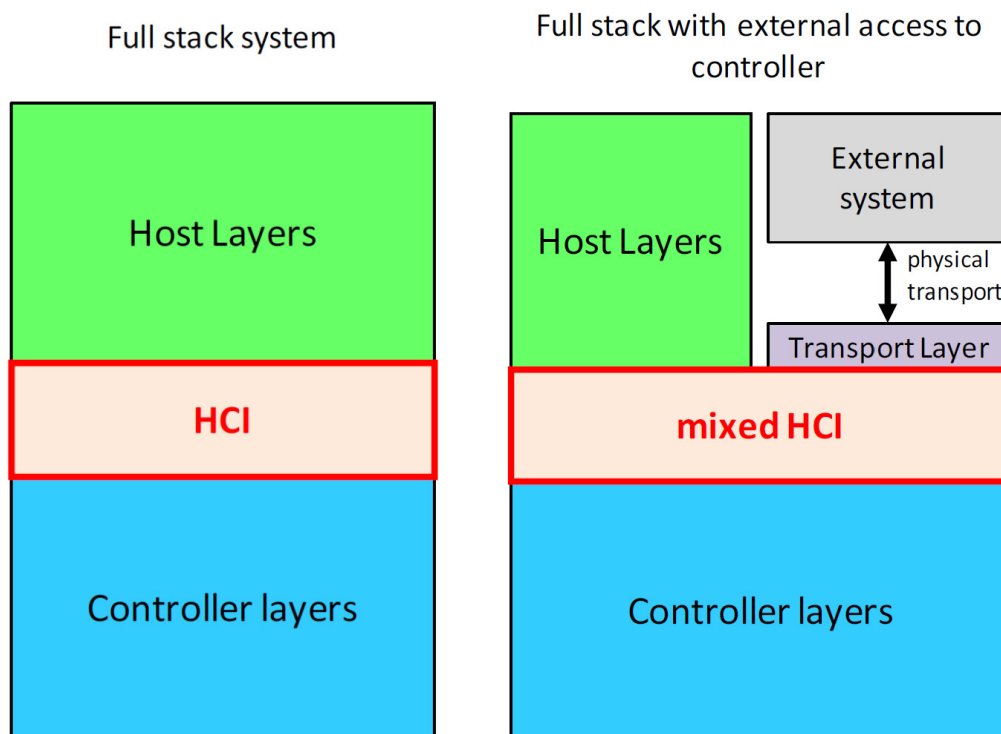 Full stack system
Host Layers
HCI
Controller layers
Full stack with external access to
controller
Host Layers
External
system
physical
transport
Transport Layer
mixed HCI
Controller layers